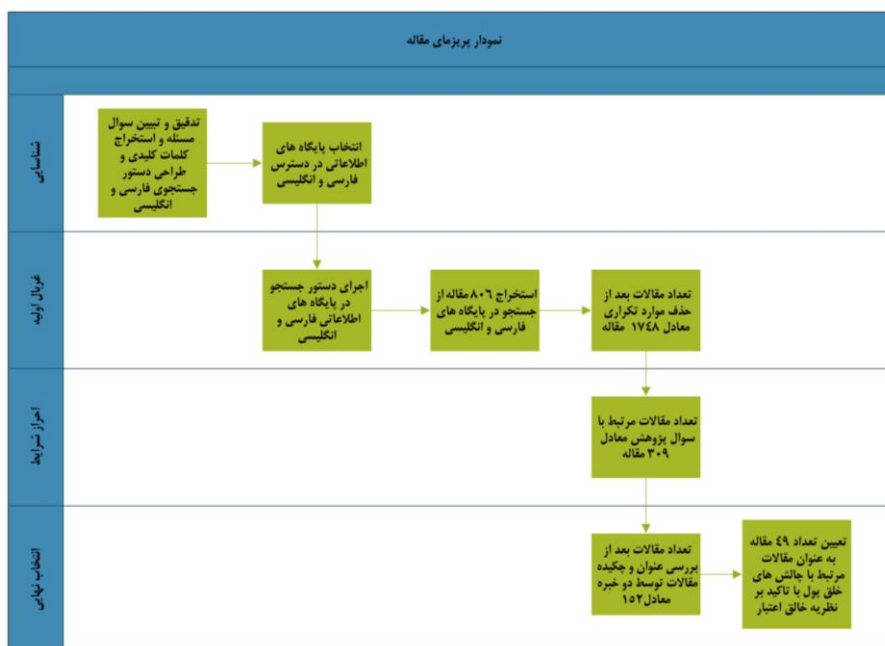 نمودار پریزمای مقاله
شناسایی
تدقیق و تبیین سوال
مسئله و استخراج
کلمات کلیدی و
طراحی دستور
جستجوی فارسی و
انگلیسی
انتخاب پایگاه های
اطلاعاتی در دسترس
فارسی و انگلیسی
غربال اولیه
اجرای دستور جستجو
در پایگاه های
اطلاعاتی فارسی و
انگلیسی
استخراج ۸۰۶ مقاله از
جستجو در پایگاه های
فارسی و انگلیسی
تعداد مقالات بعد از
حذف موارد تکراری
معادل ۱۷۴۸ مقاله
احراز شرایط
تعداد مقالات مرتبط با
سوال پژوهش معادل
۳۰۹ مقاله
انتخاب نهایی
تعداد مقالات بعد از
بررسی عنوان و چکیده
مقالات توسط دو خبره
معادل۱۵۲
تعیین تعداد ۴۹ مقاله
به عنوان مقالات
مرتبط با چالش های
خلق پول با تاکید بر
نظریه خالق اعتبار